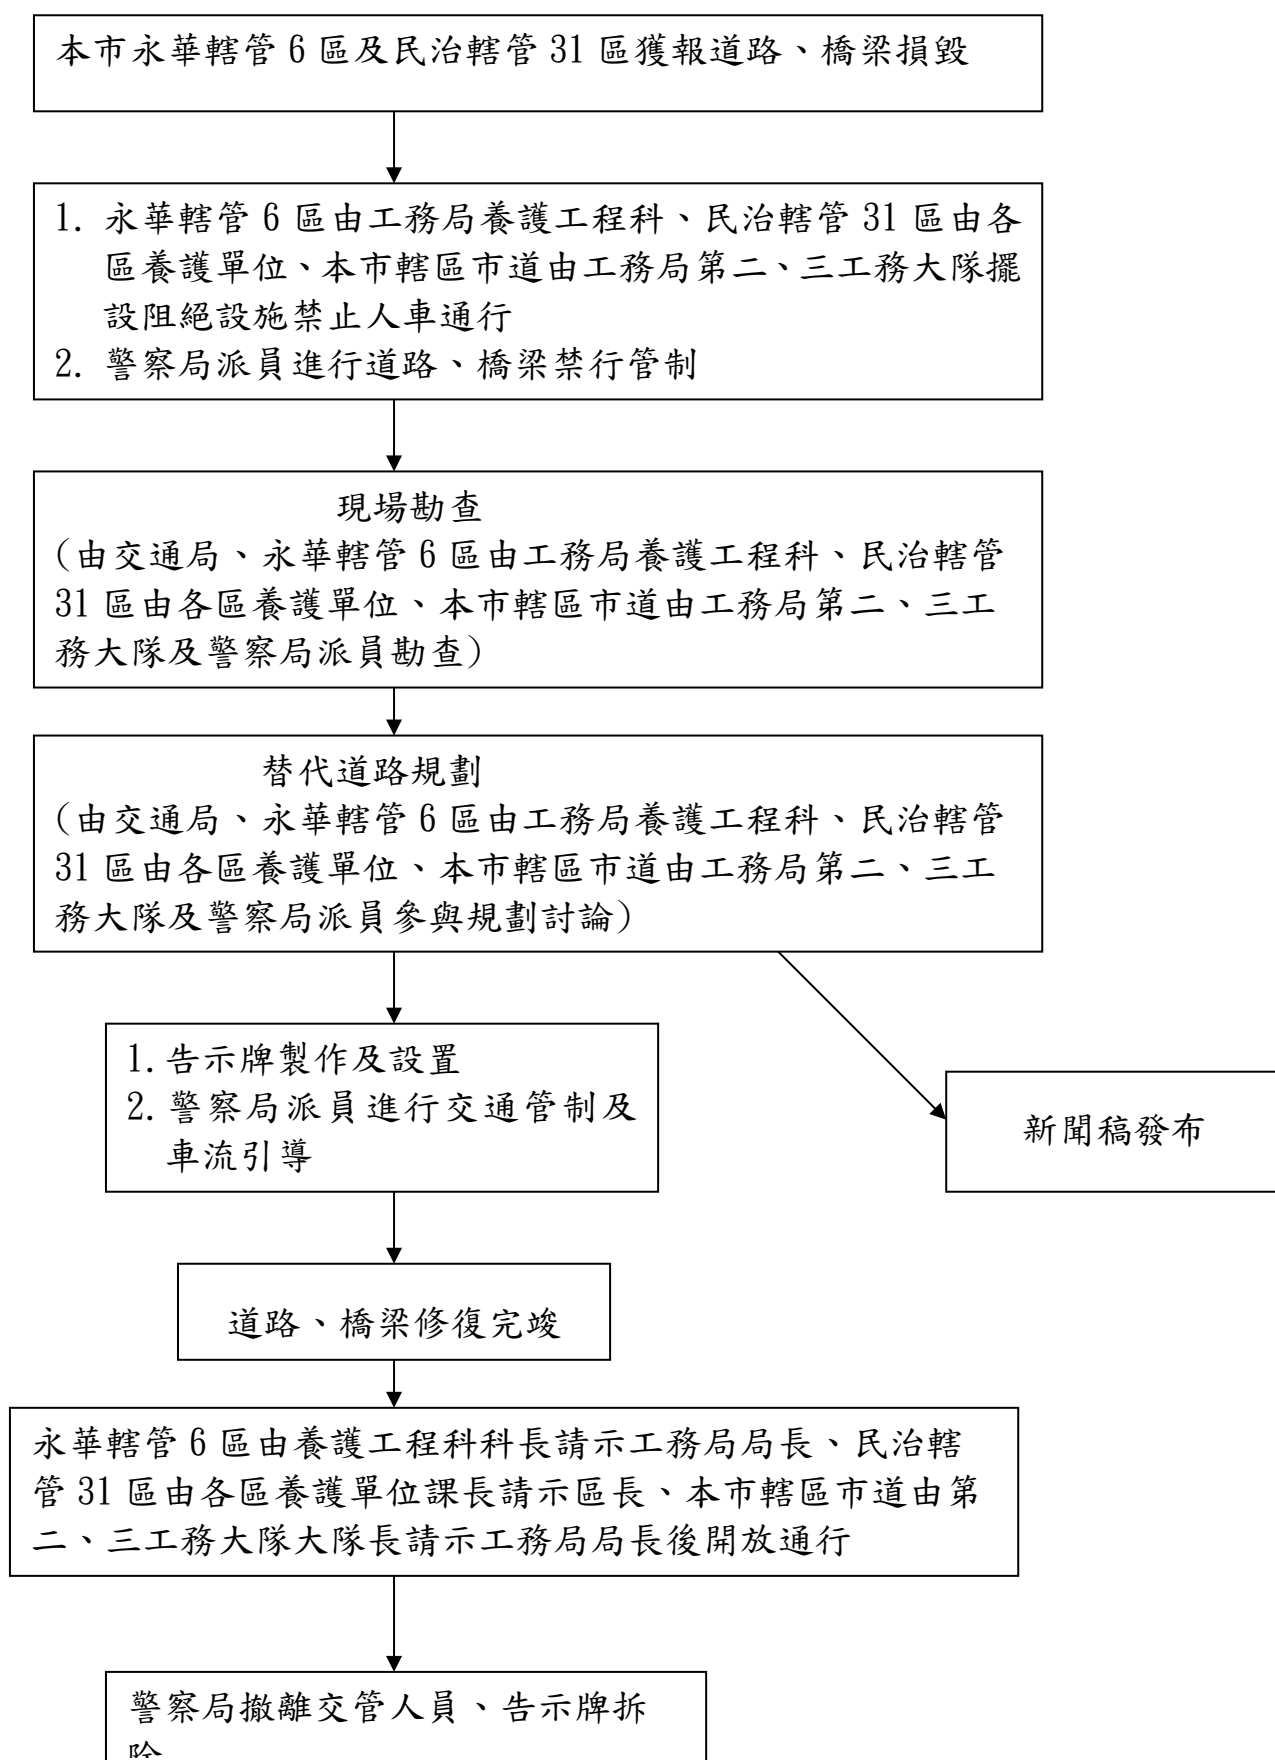 本市永華轄管 6 區及民治轄管 31 區獲報道路、橋梁損毀
1. 永華轄管 6 區由工務局養護工程科、民治轄管 31 區由各
區養護單位、本市轄區市道由工務局第二、三工務大隊擺
設阻絕設施禁止人車通行
2. 警察局派員進行道路、橋梁禁行管制
現場勘查
(由交通局、永華轄管 6 區由工務局養護工程科、民治轄管
31 區由各區養護單位、本市轄區市道由工務局第二、三工
務大隊及警察局派員勘查)
替代道路規劃
(由交通局、永華轄管 6 區由工務局養護工程科、民治轄管
31 區由各區養護單位、本市轄區市道由工務局第二、三工
務大隊及警察局派員參與規劃討論)
1. 告示牌製作及設置
2. 警察局派員進行交通管制及
車流引導
新聞稿發布
道路、橋梁修復完竣
永華轄管 6 區由養護工程科科長請示工務局局長、民治轄
管 31 區由各區養護單位課長請示區長、本市轄區市道由第
二、三工務大隊大隊長請示工務局局長後開放通行
警察局撤離交管人員、告示牌拆